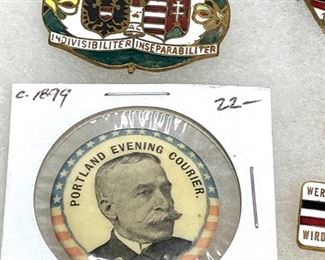 INDIVISIBILITER INSEPARABILITER
c-1899
22-
PORTLAND EVENING COURIER.
WER
WIRD